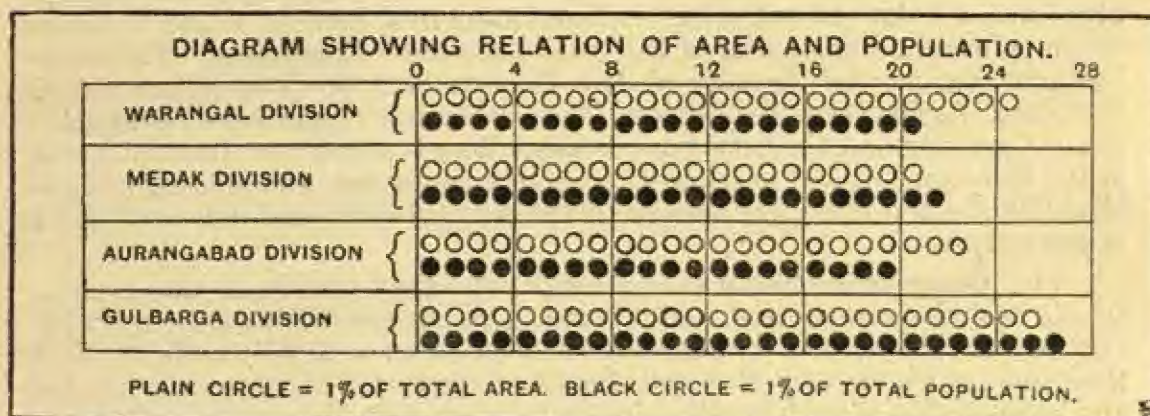 DIAGRAM SHOWING RELATION OF AREA AND POPULATION.
0 4 8 12 16 20 24 28
WARANGAL DIVISION
MEDAK DIVISION
AURANGABAD DIVISION
GULBARGA DIVISION
PLAIN CIRCLE = 1% OF TOTAL AREA. BLACK CIRCLE = 1% OF TOTAL POPULATION.